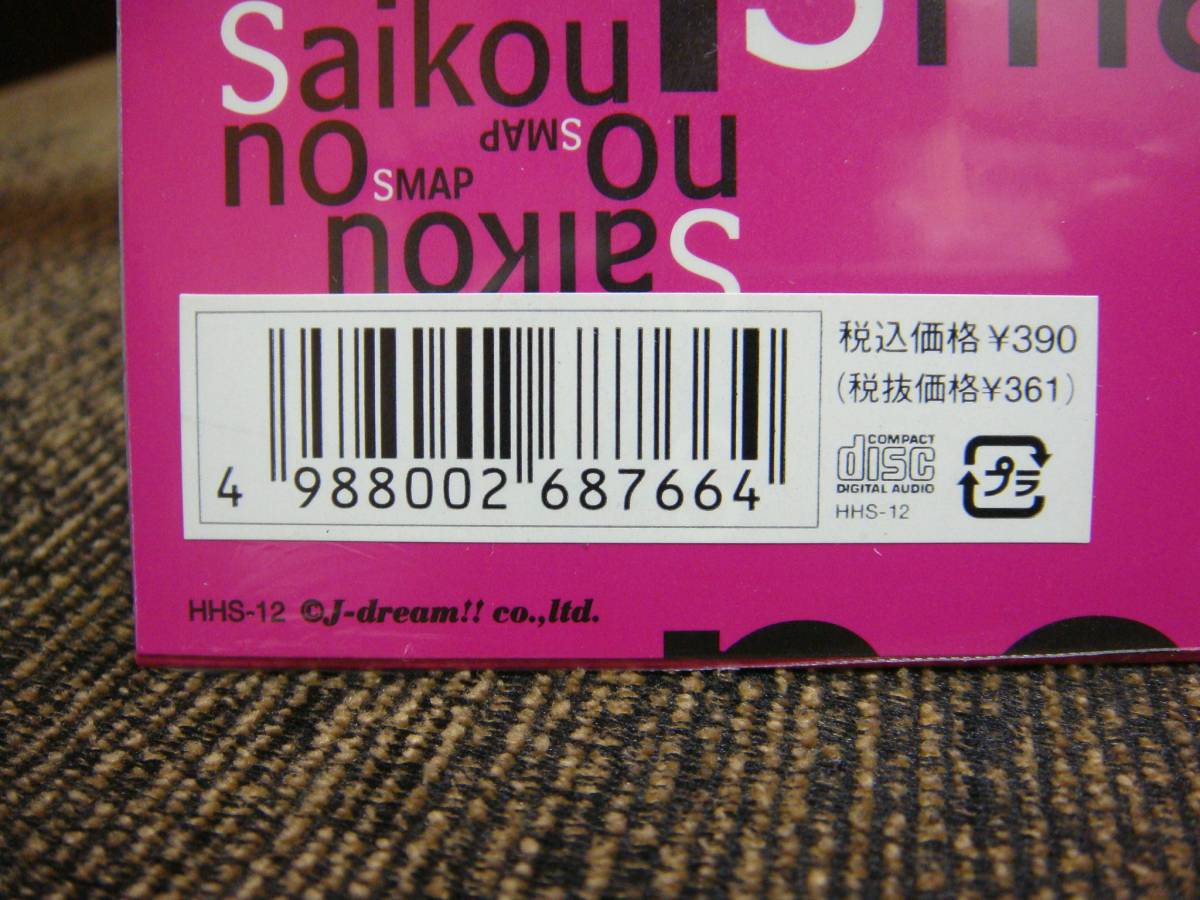 Saikou
no SMAP
SMAP no
Saikou
税込価格 ¥390
(税抜価格¥361)
4 988002 687664
COMPACT
disc
DIGITAL AUDIO
プラ
HHS-12
HHS-12 ©J-dream!! co.,ltd.